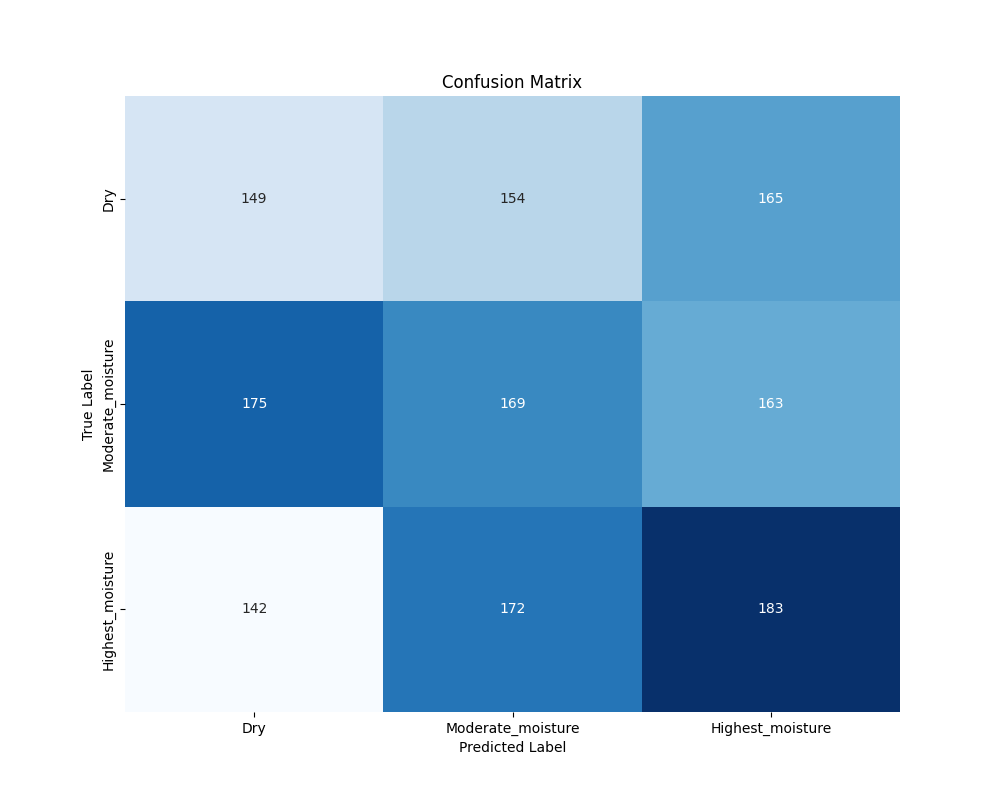 Confusion Matrix
True Label
Dry
149
154
165
Moderate_moisture
175
169
163
Highest_moisture
142
172
183
Dry
Moderate_moisture
Highest_moisture
Predicted Label